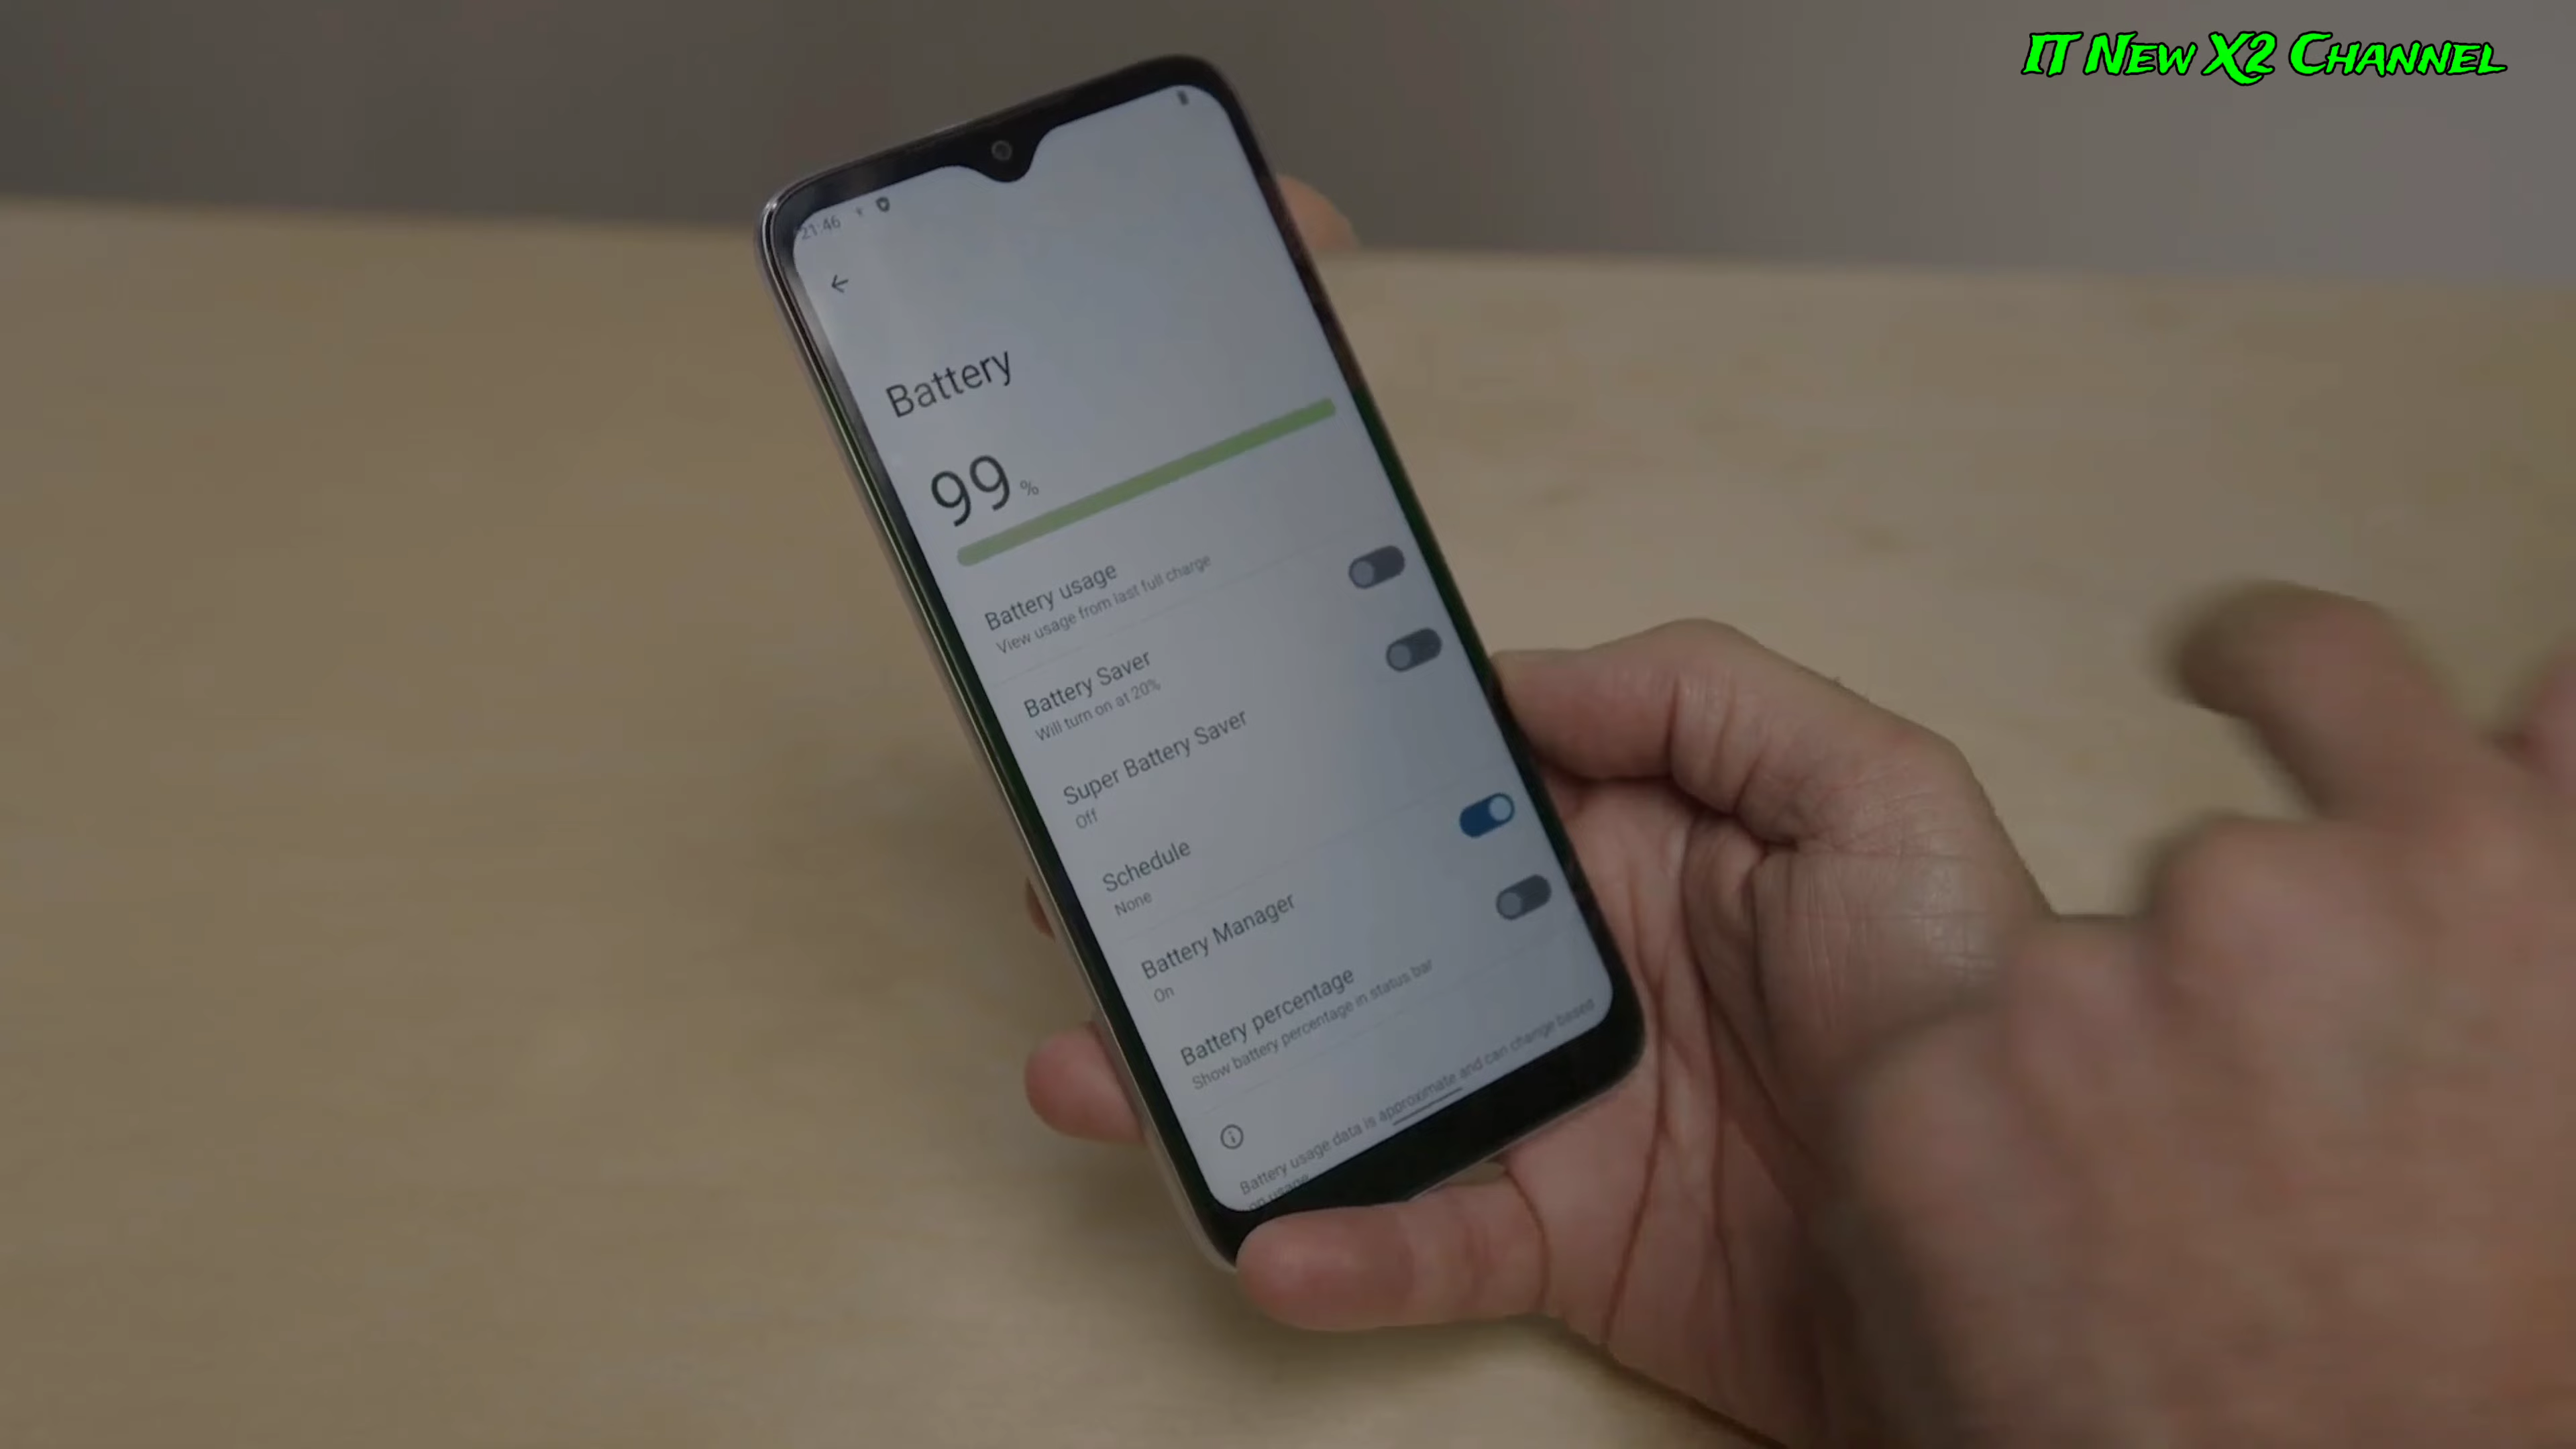 IT NEW X2 CHANNEL
21:46
Battery
99 %
Battery usage
View usage from last full charge
Battery Saver
Will turn on at 20%
Super Battery Saver
Off
Schedule
None
Battery Manager
On
Battery percentage
Show battery percentage in status bar
Battery usage data is approximate and can change based
on usage